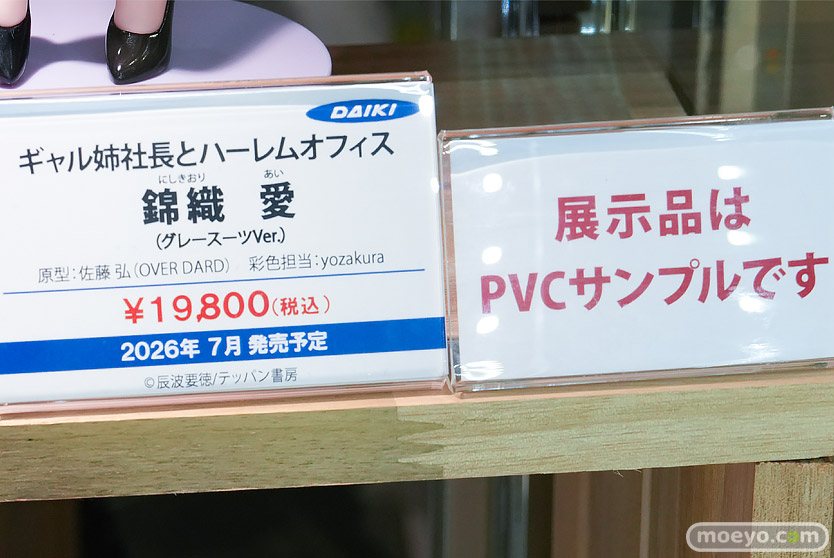 DAIKI
ギャル姉社長とハーレムオフィス
にしきおり あい
錦織 愛
(グレースーツVer.)
原型:佐藤 弘(OVER DARD) 彩色担当:yozakura
¥19,800(税込)
2026年 7月 発売予定
©辰波要徳/テッパン書房
展示品は
PVCサンプルです
moeyo.com